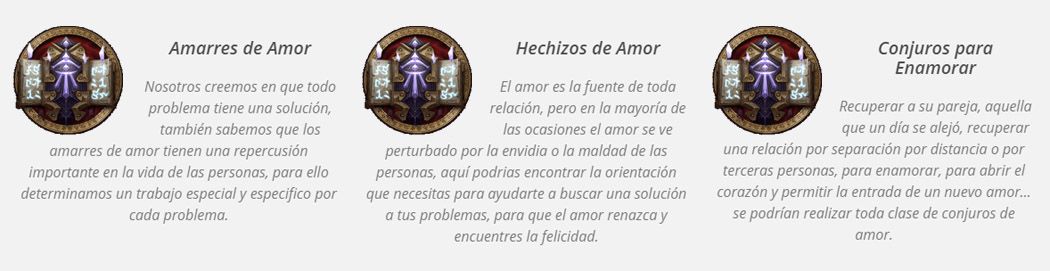 Amarres de Amor
Nosotros creemos en que todo
problema tiene una solución,
también sabemos que los
amarres de amor tienen una repercusión
importante en la vida de las personas, para ello
determinamos un trabajo especial y especifico por
cada problema.
Hechizos de Amor
El amor es la fuente de toda
relación, pero en la mayoría de
las ocasiones el amor se ve
perturbado por la envidia o la maldad de las
personas, aquí podrias encontrar la orientación
que necesitas para ayudarte a buscar una solución
a tus problemas, para que el amor renazca y
encuentres la felicidad.
Conjuros para
Enamorar
Recuperar a su pareja, aquella
que un día se alejó, recuperar
una relación por separación por distancia o por
terceras personas, para enamorar, para abrir el
corazón y permitir la entrada de un nuevo amor...
se podrían realizar toda clase de conjuros de
amor.